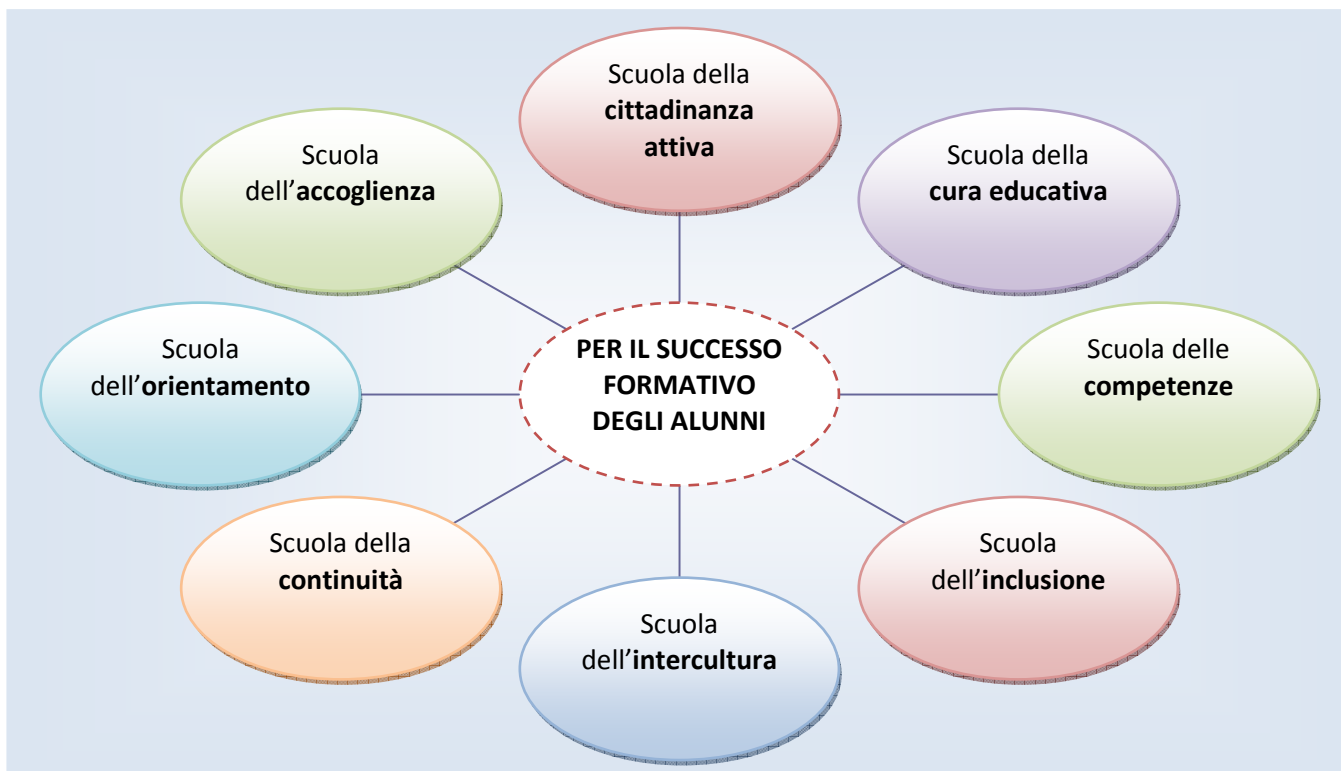 Scuola della
cittadinanza
attiva
Scuola
dell’accoglienza
Scuola della
cura educativa
Scuola
dell’orientamento
PER IL SUCCESSO
FORMATIVO
DEGLI ALUNNI
Scuola delle
competenze
Scuola della
continuità
Scuola
dell’inclusione
Scuola
dell’intercultura